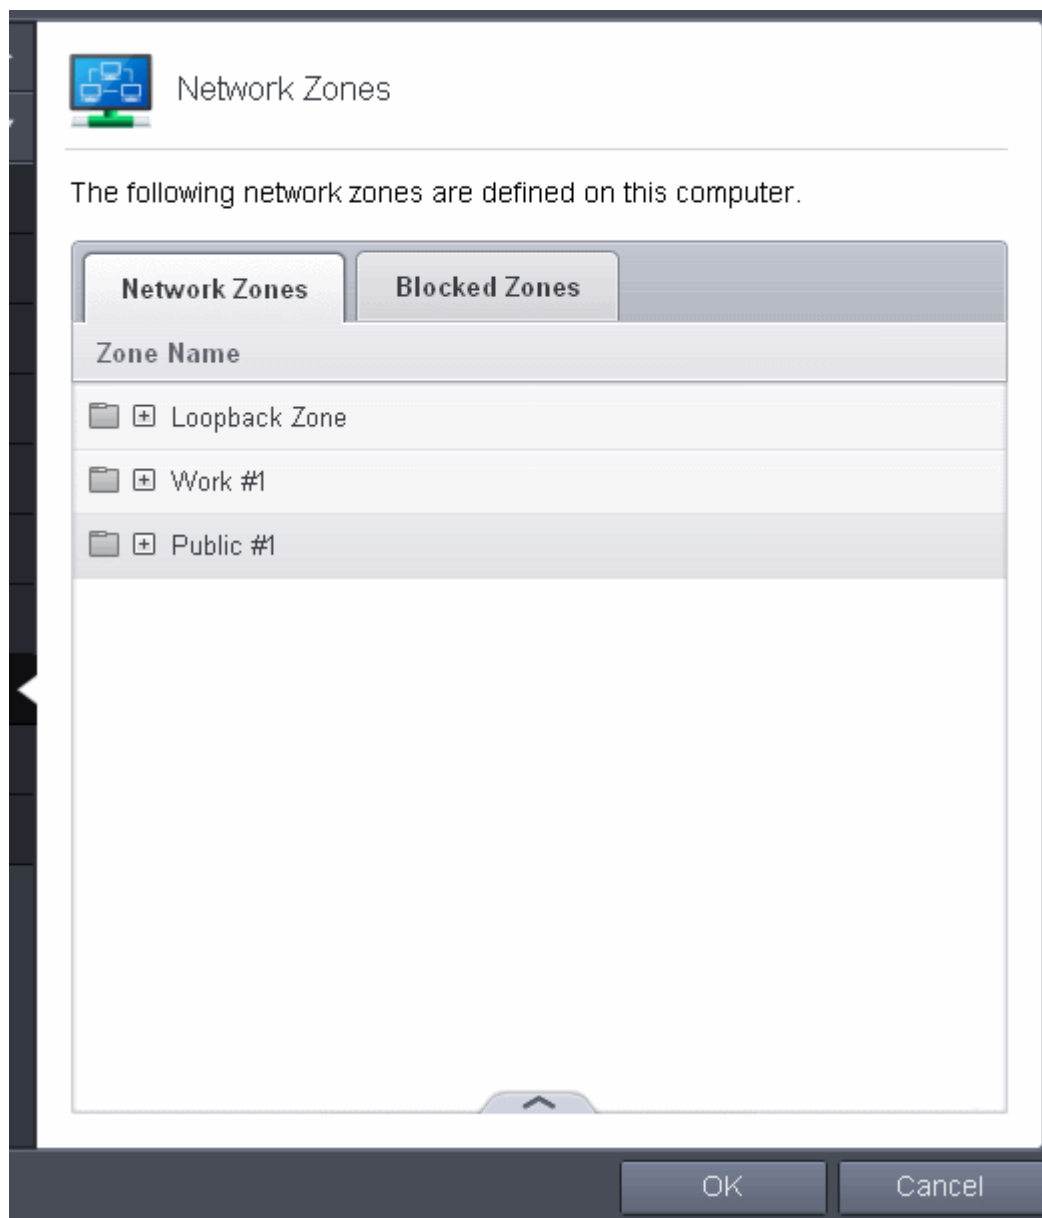 Network Zones
The following network zones are defined on this computer.
Network Zones Blocked Zones
Zone Name
Loopback Zone
Work #1
Public #1
OK Cancel